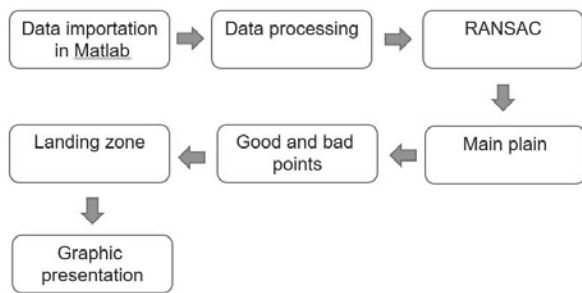 Data importation
in Matlab
Data processing
RANSAC
Main plain
Good and bad
points
Landing zone
Graphic
presentation